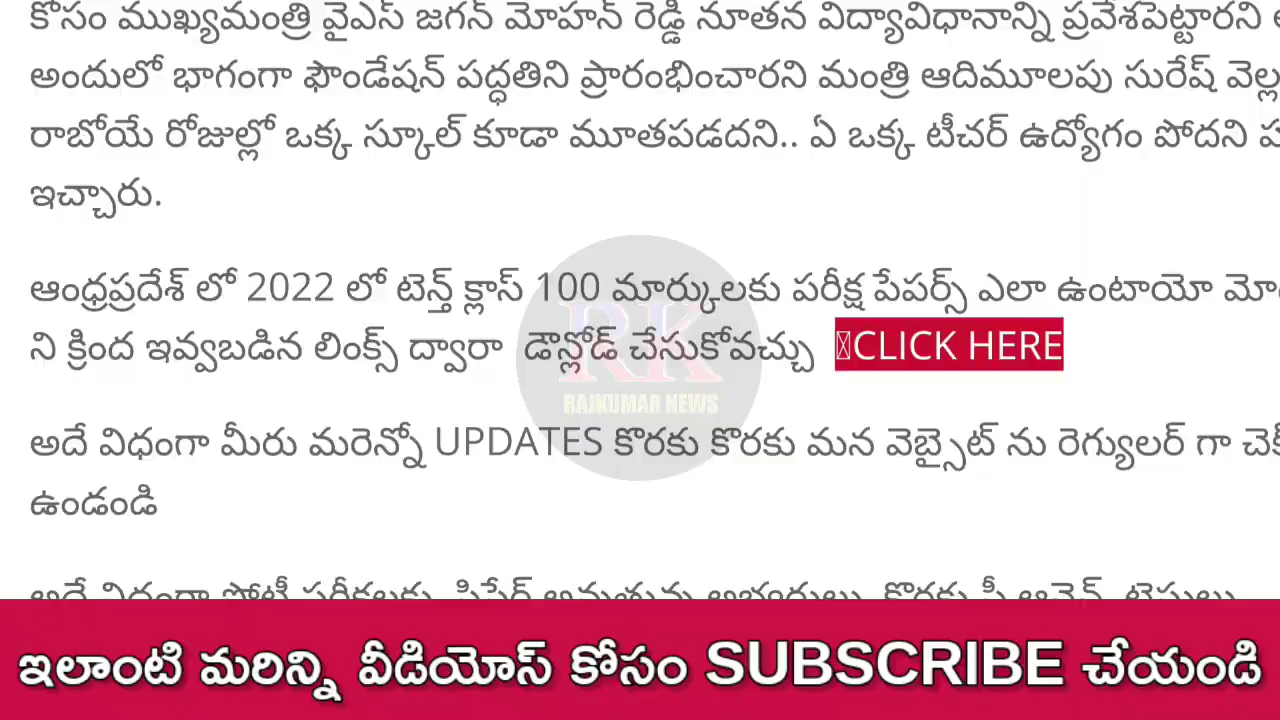 కోసం ముఖ్యమంత్రి వైఎస్ జగన్ మోహన్ రెడ్డి నూతన విద్యావిధానాన్ని ప్రవేశపెట్టారని
అందులో భాగంగా ఫౌండేషన్ పద్ధతిని ప్రారంభించారని మంత్రి ఆదిమూలపు సురేష్
రాబోయే రోజుల్లో ఒక్క స్కూల్ కూడా మూతపడదని.. ఏ ఒక్క టీచర్ ఉద్యోగం పోదని
ఇచ్చారు.
ఆంధ్రప్రదేశ్ లో 2022 లో టెన్త్ క్లాస్ 100 మార్కులకు పరీక్ష పేపర్స్ ఎలా ఉంటాయో
ని క్రింద ఇవ్వబడిన లింక్స్ ద్వారా డౌన్లోడ్ చేసుకోవచ్చు CLICK HERE
RK
RAJKUMAR NEWS
అదే విధంగా మీరు మరెన్నో UPDATES కొరకు కొరకు మన వెబ్సైట్ ను రెగ్యులర్ గా
ఉండండి
ఇలాంటి మరిన్ని వీడియోస్ కోసం SUBSCRIBE చేయండి